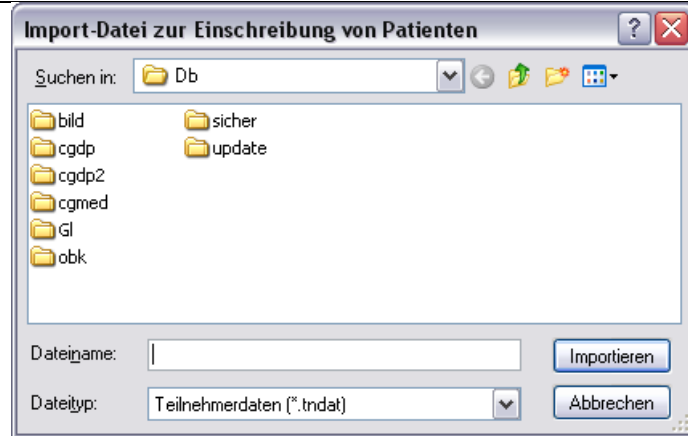 Import-Datei zur Einschreibung von Patienten
Suchen in: Db
bild
cgdp
cgdp2
cgmed
Gl
obk
sicher
update
Dateiname: Importieren
Dateityp: Teilnehmerdaten (*.tndat) Abbrechen